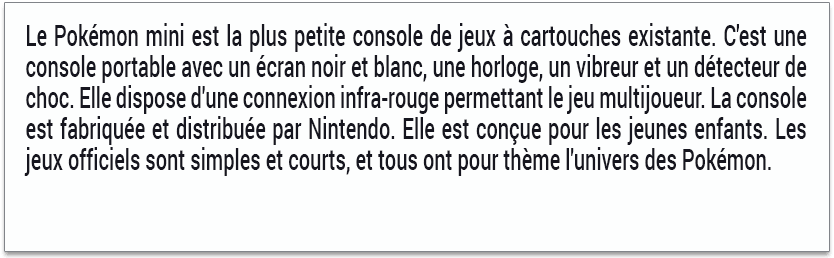 Le Pokémon mini est la plus petite console de jeux à cartouches existante. C'est une
console portable avec un écran noir et blanc, une horloge, un vibreur et un détecteur de
choc. Elle dispose d'une connexion infra-rouge permettant le jeu multijoueur. La console
est fabriquée et distribuée par Nintendo. Elle est conçue pour les jeunes enfants. Les
jeux officiels sont simples et courts, et tous ont pour thème l'univers des Pokémon.